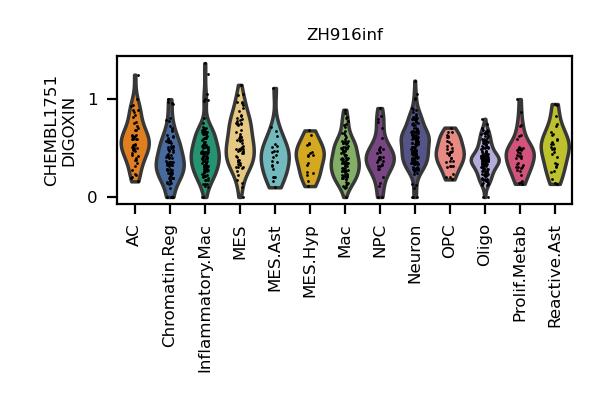 ZH916inf
CHEMBL1751
DIGOXIN
1
0
AC
Chromatin.Reg
Inflammatory.Mac
MES
MES.Ast
MES.Hyp
Mac
NPC
Neuron
OPC
Oligo
Prolif.Metab
Reactive.Ast